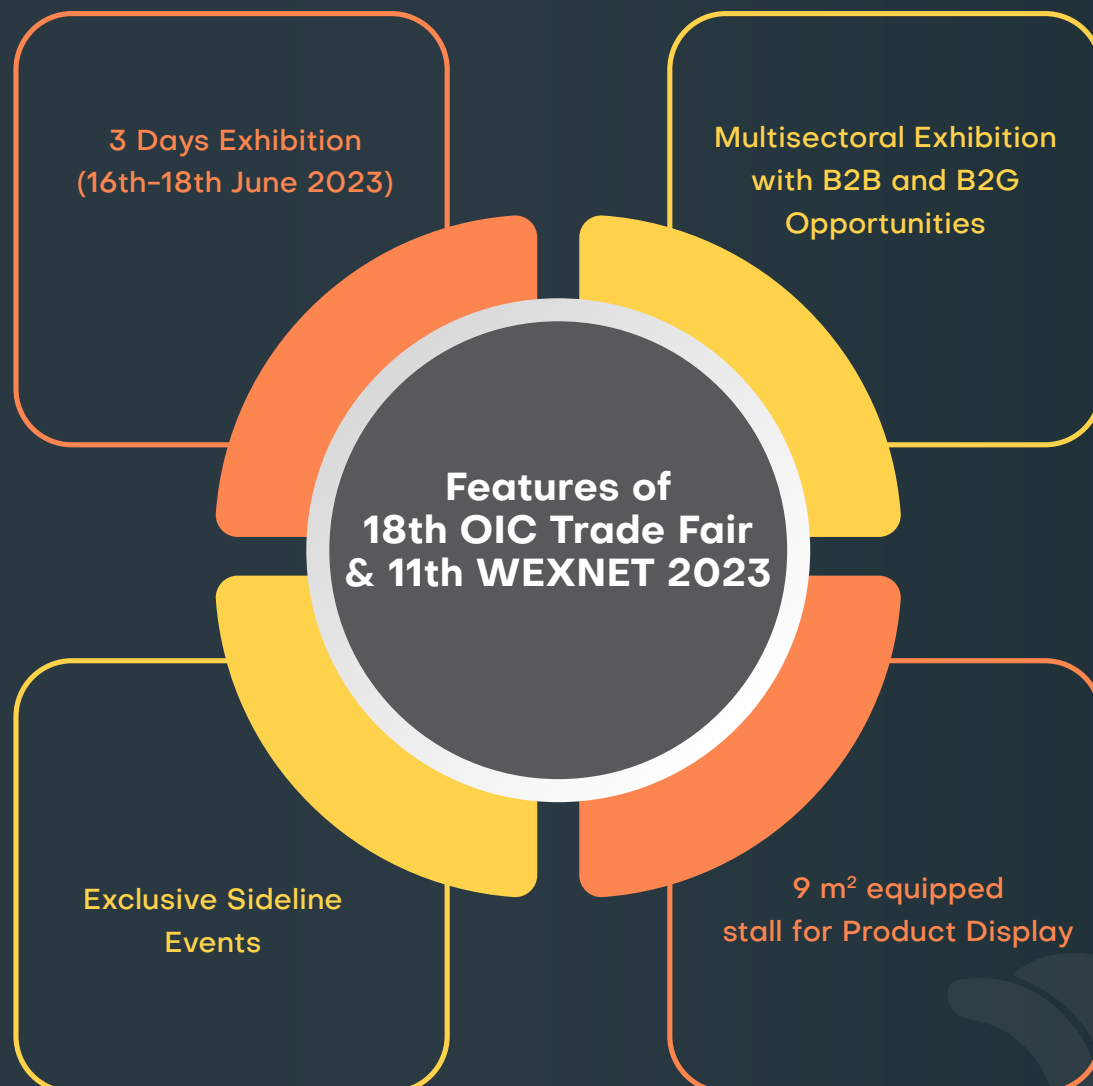 3 Days Exhibition
(16th-18th June 2023)
Multisectoral Exhibition
with B2B and B2G
Opportunities
Features of
18th OIC Trade Fair
& 11th WEXNET 2023
Exclusive Sideline
Events
9 m² equipped
stall for Product Display